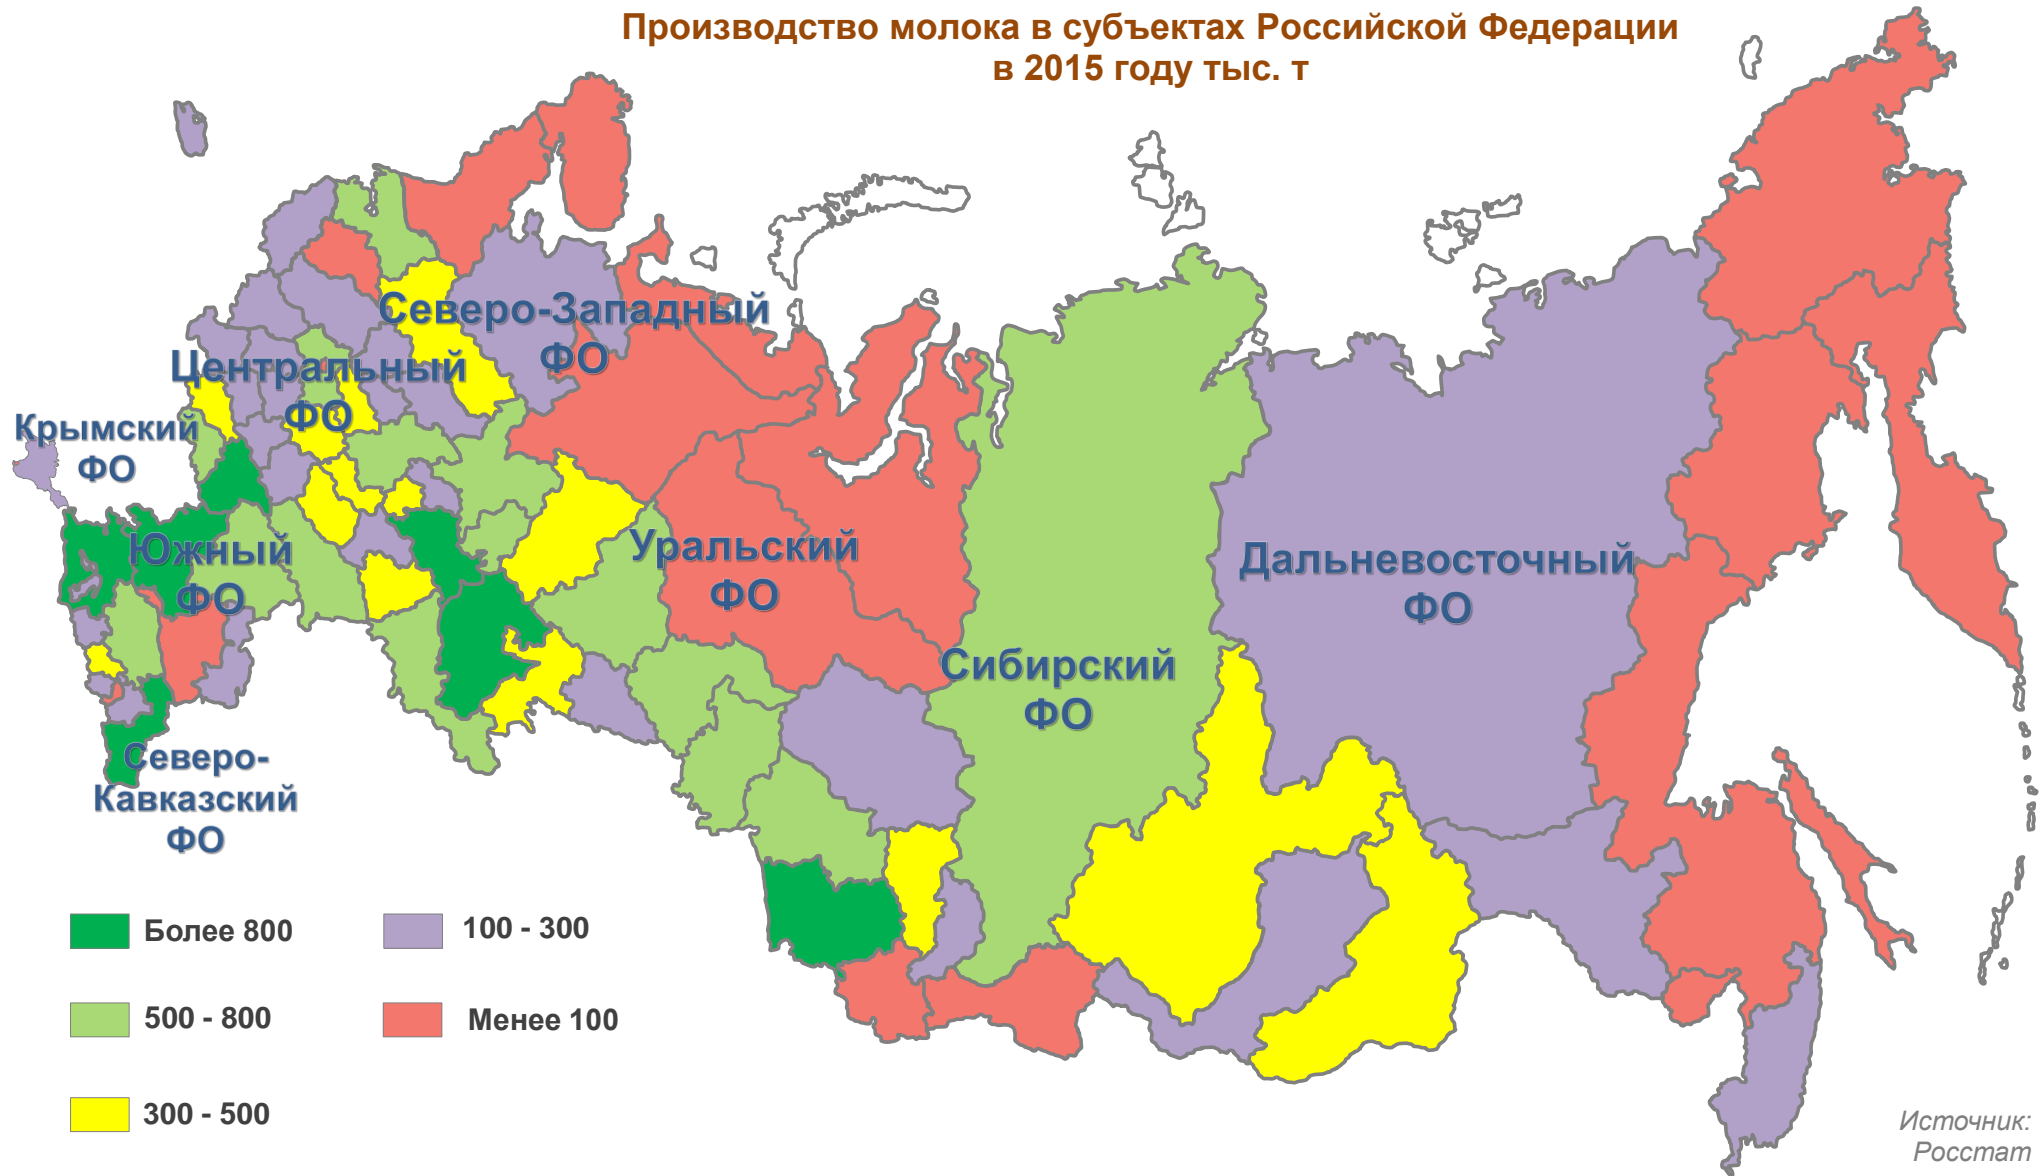 Производство молока в субъектах Российской Федерации
в 2015 году тыс. т
Северо-Западный
ФО
Центральный
ФО
Крымский
ФО
Южный
ФО
Уральский
ФО
Дальневосточный
ФО
Сибирский
ФО
Северо-
Кавказский
ФО
Более 800
100 - 300
500 - 800
Менее 100
300 - 500
Источник:
Росстат